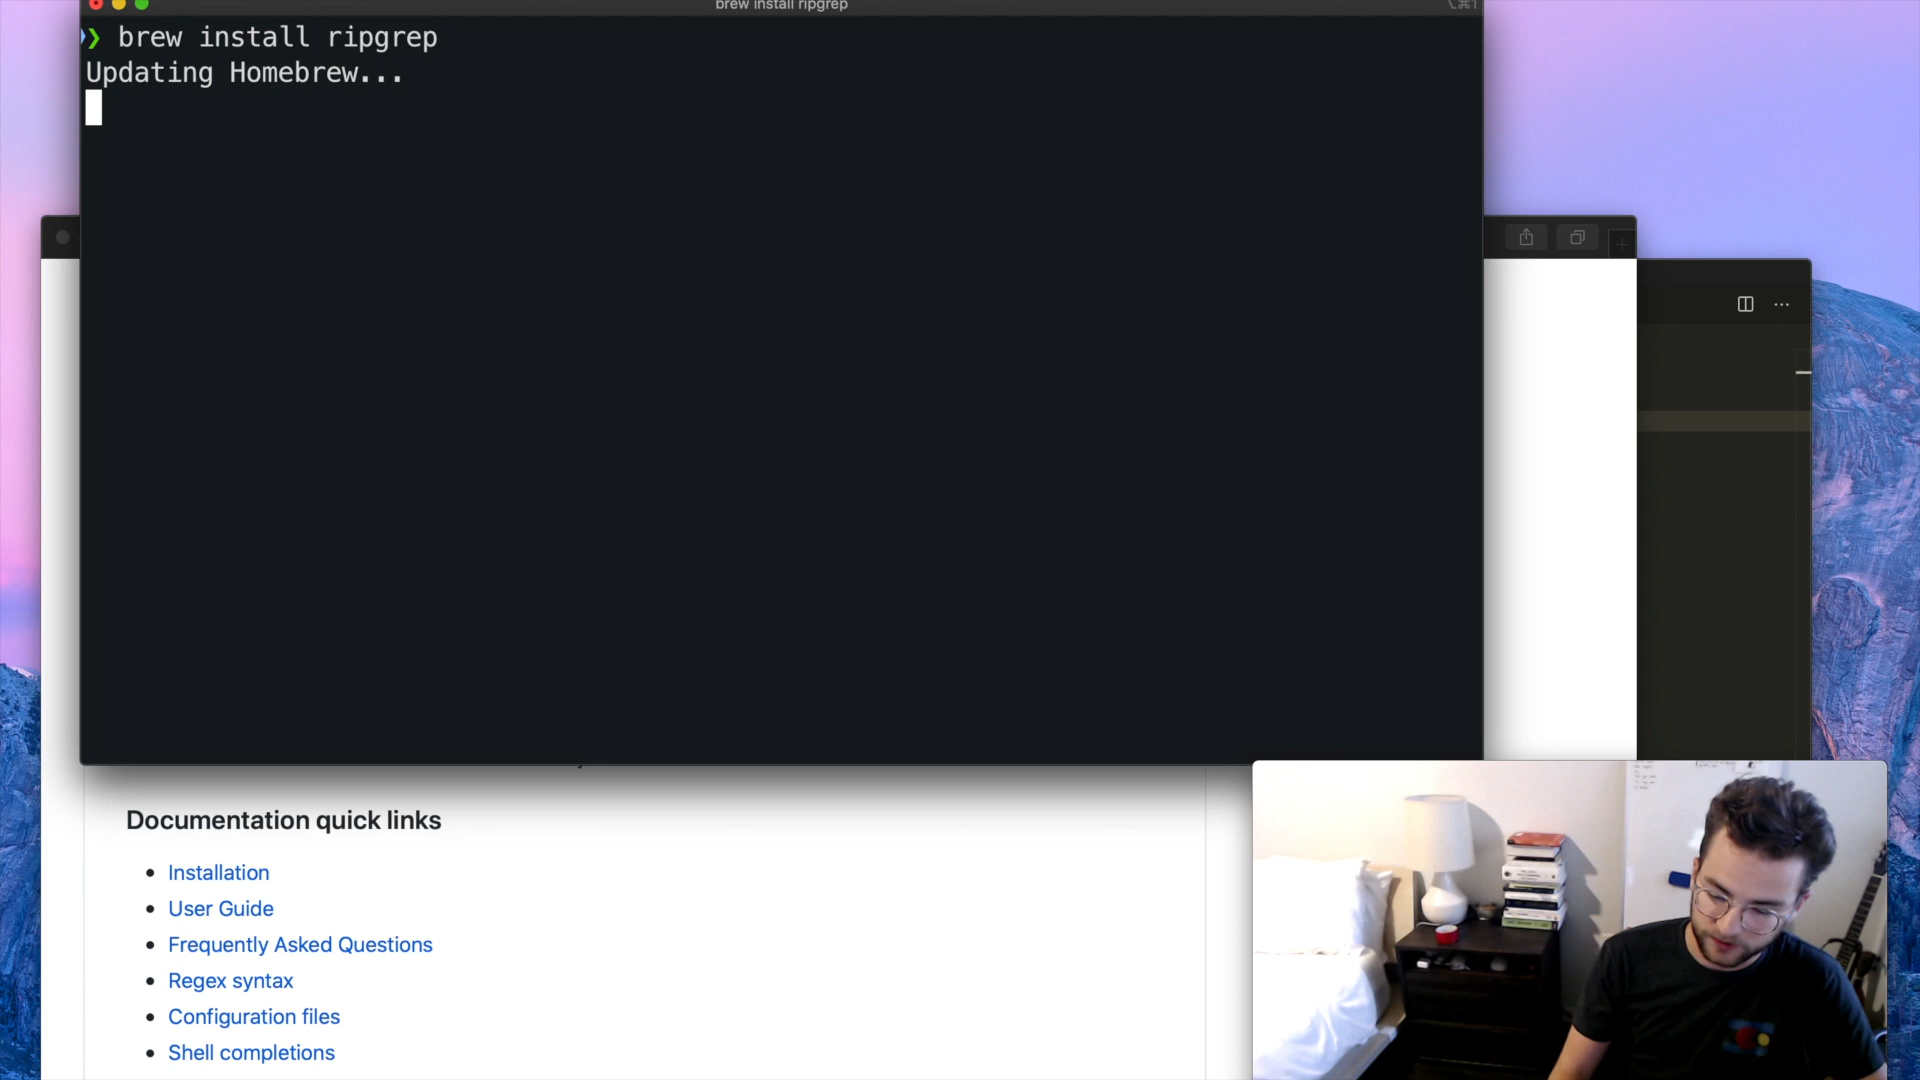 brew install ripgrep
❯ brew install ripgrep
Updating Homebrew...
Documentation quick links
• Installation
• User Guide
• Frequently Asked Questions
• Regex syntax
• Configuration files
• Shell completions